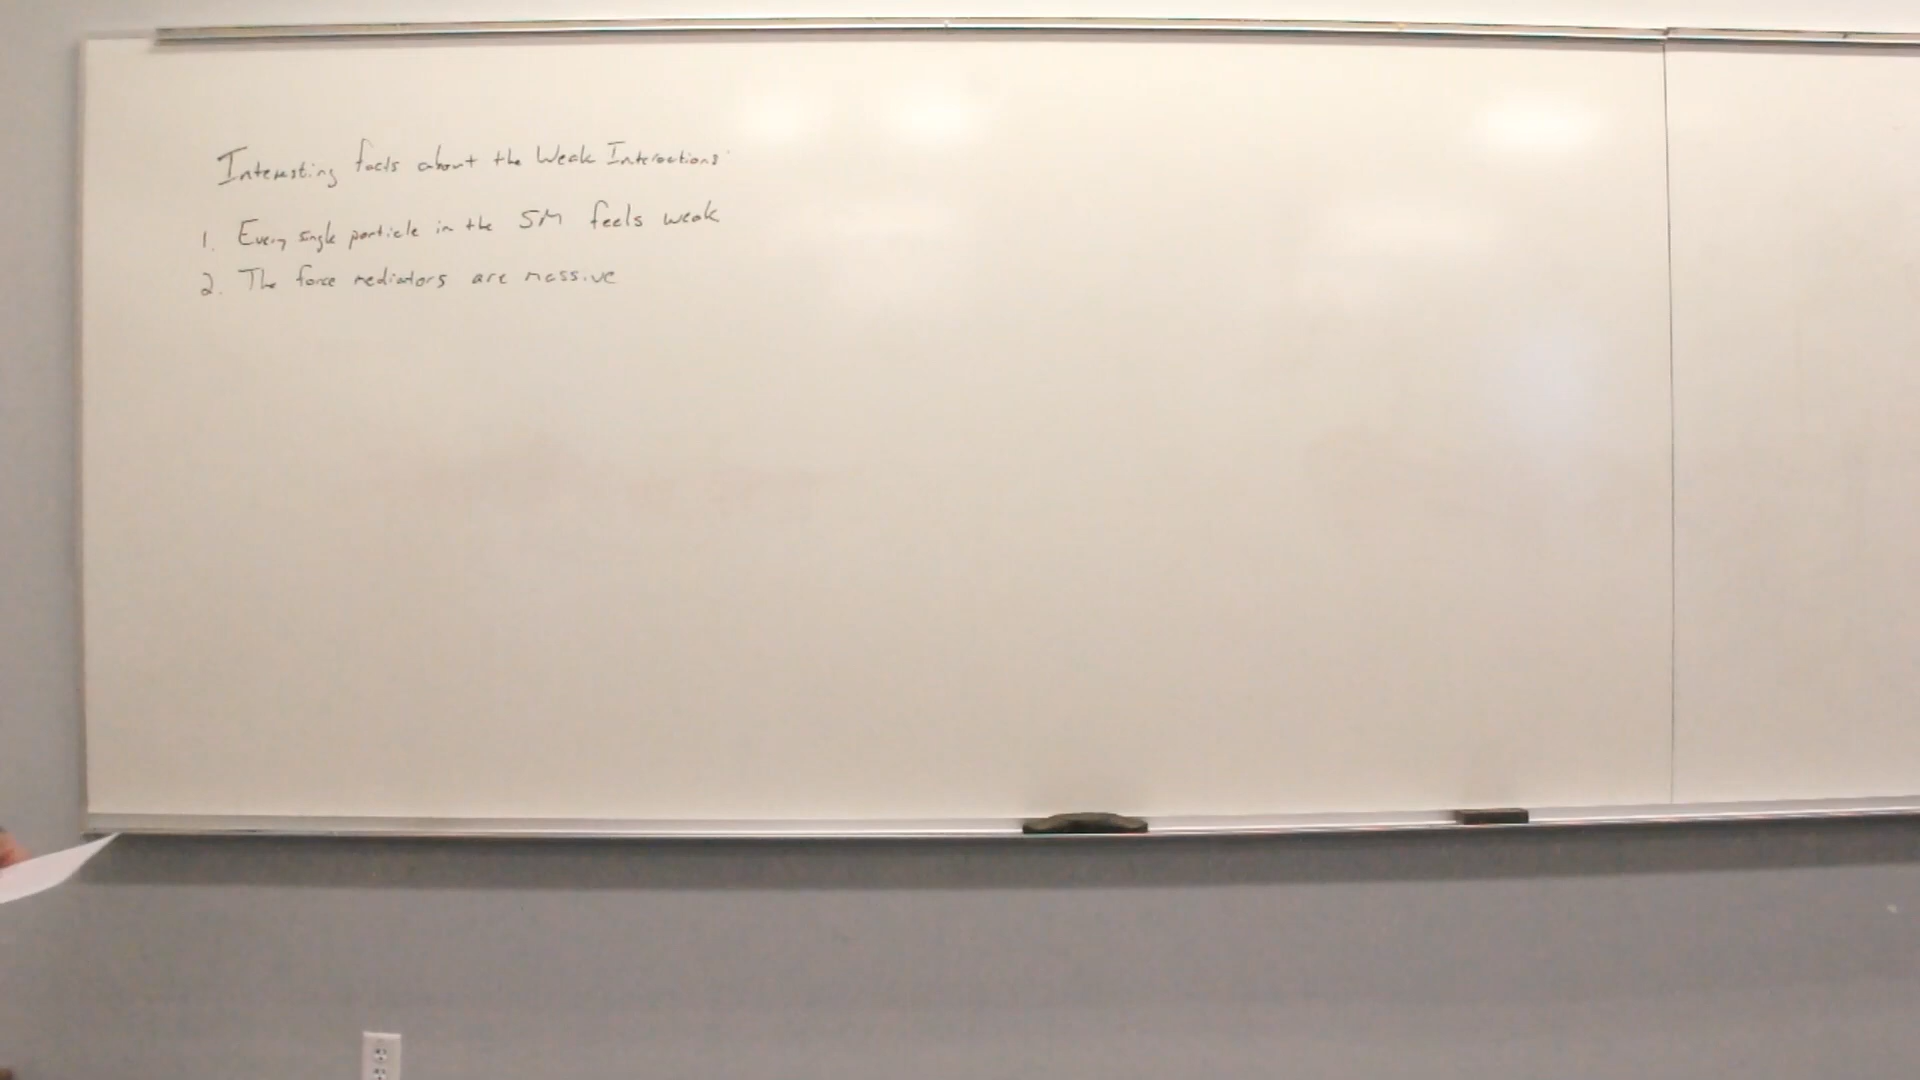 Interesting facts about the Weak Interactions:
1. Every single particle in the SM feels weak
2. The force mediators are massive